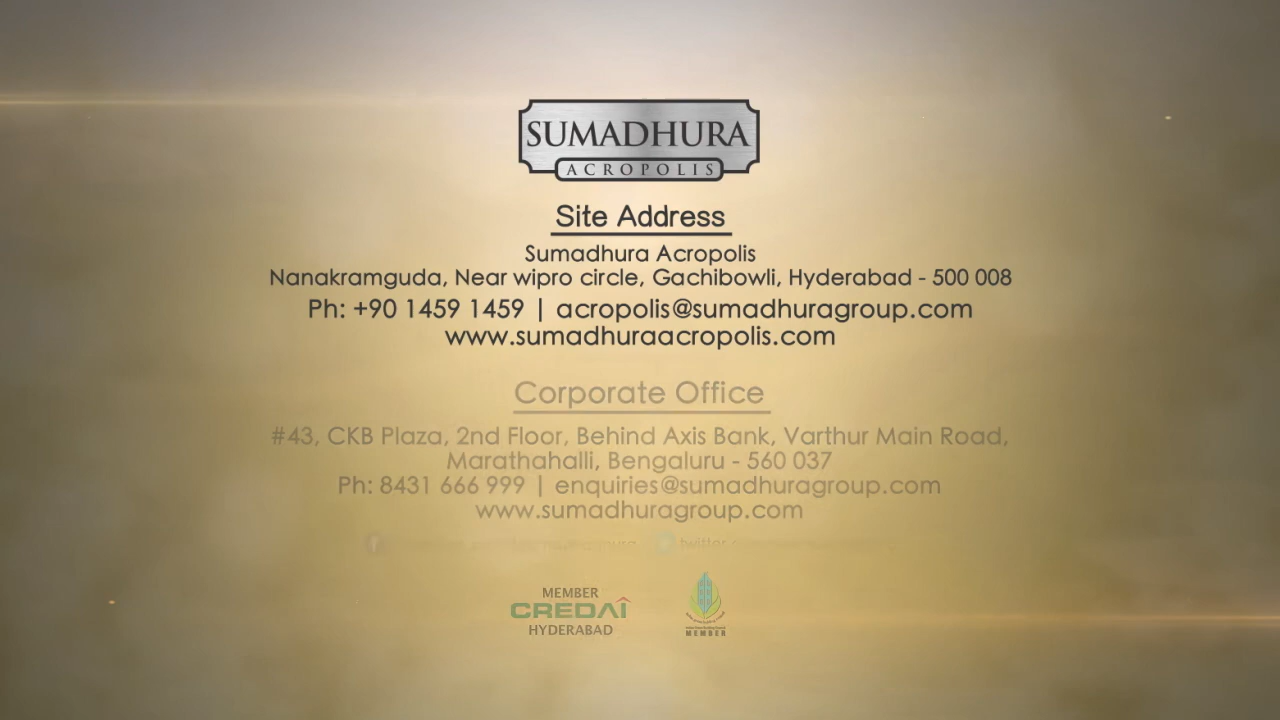 SUMADHURA
ACROPOLIS
Site Address
Sumadhura Acropolis
Nanakramguda, Near wipro circle, Gachibowli, Hyderabad - 500 008
Ph: +90 1459 1459 | acropolis@sumadhuragroup.com
www.sumadhuraacropolis.com
Corporate Office
#43, CKB Plaza, 2nd Floor, Behind Axis Bank, Varthur Main Road,
Marathahalli, Bengaluru - 560 037
Ph: 8431 666 999 | enquiries@sumadhuragroup.com
www.sumadhuragroup.com
MEMBER
CREDAI
HYDERABAD
MEMBER